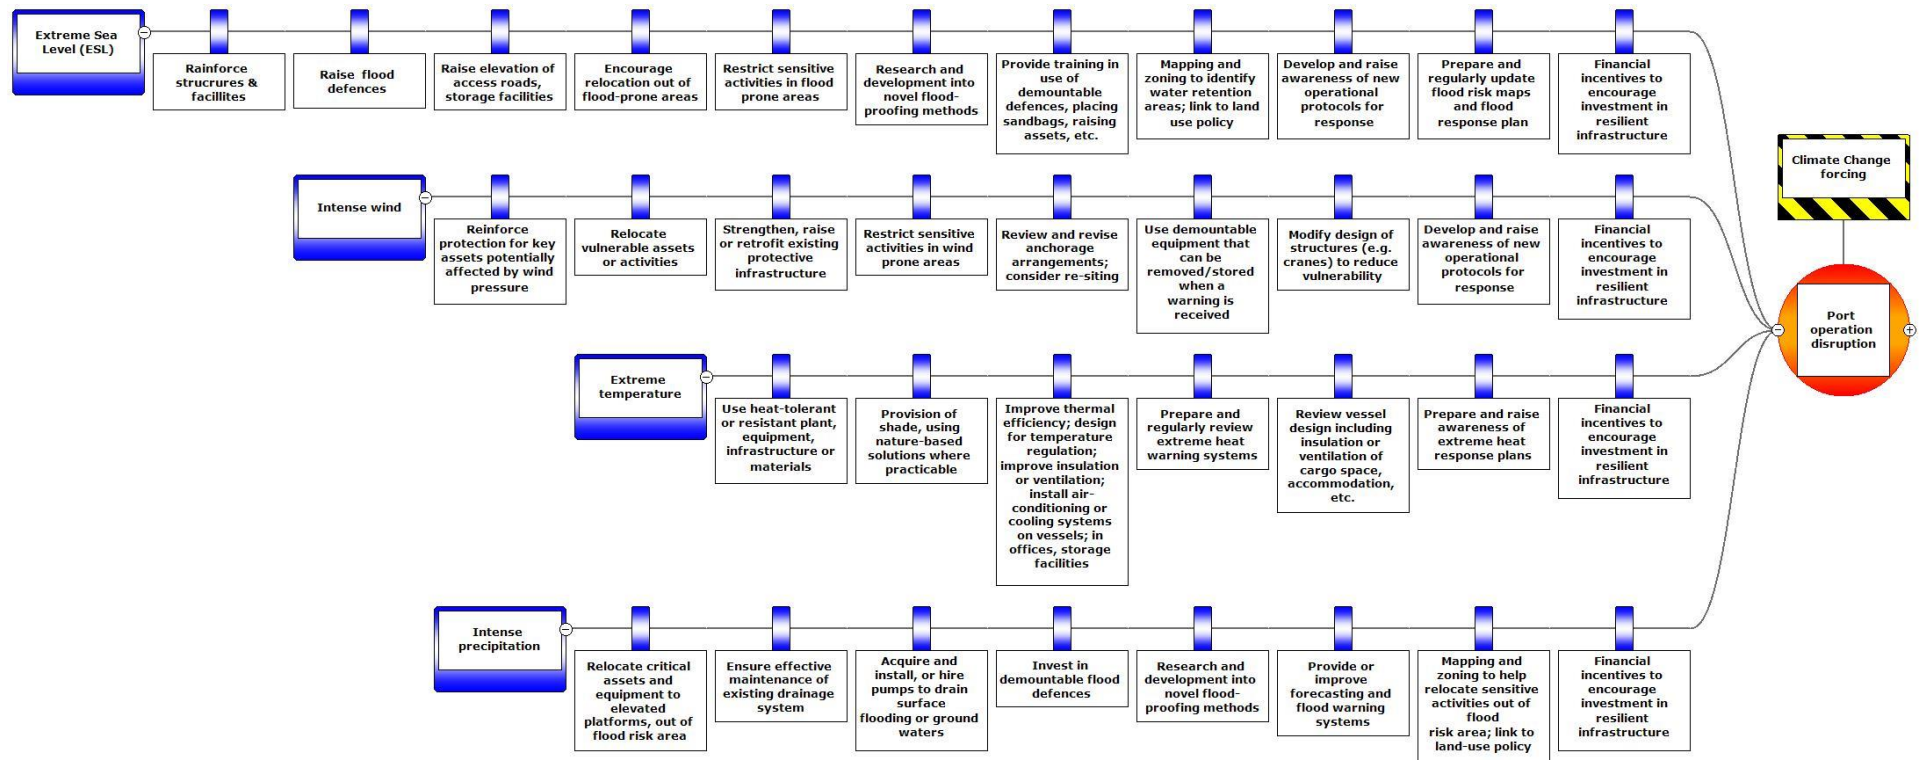 Extreme Sea
Level (ESL)
Rainforce
strucrures &
facillites
Raise flood
defences
Raise elevation of
access roads,
storage facilities
Encourage
relocation out of
flood-prone areas
Restrict sensitive
activities in flood
prone areas
Research and
development into
novel flood-
proofing methods
Provide training in
use of
demountable
defences, placing
sandbags, raising
assets, etc.
Mapping and
zoning to identify
water retention
areas; link to land
use policy
Develop and raise
awareness of new
operational
protocols for
response
Prepare and
regularly update
flood risk maps
and flood
response plan
Financial
incentives to
encourage
investment in
resilient
infrastructure
Climate Change
forcing
Intense wind
Reinforce
protection for key
assets potentially
affected by wind
pressure
Relocate
vulnerable assets
or activities
Strengthen, raise
or retrofit existing
protective
infrastructure
Restrict sensitive
activities in wind
prone areas
Review and revise
anchorage
arrangements;
consider re-siting
Use demountable
equipment that
can be
removed/stored
when a
warning is
received
Modify design of
structures (e.g.
cranes) to reduce
vulnerability
Develop and raise
awareness of new
operational
protocols for
response
Financial
incentives to
encourage
investment in
resilient
infrastructure
Port
operation
disruption
Extreme
temperature
Use heat-tolerant
or resistant plant,
equipment,
infrastructure or
materials
Provision of
shade, using
nature-based
solutions where
practicable
Improve thermal
efficiency; design
for temperature
regulation;
improve insulation
or ventilation;
install air-
conditioning or
cooling systems
on vessels; in
offices, storage
facilities
Prepare and
regularly review
extreme heat
warning systems
Review vessel
design including
insulation or
ventilation of
cargo space,
accommodation,
etc.
Prepare and raise
awareness of
extreme heat
response plans
Financial
incentives to
encourage
investment in
resilient
infrastructure
Intense
precipitation
Relocate critical
assets and
equipment to
elevated
platforms, out of
flood risk area
Ensure effective
maintenance of
existing drainage
system
Acquire and
install, or hire
pumps to drain
surface
flooding or ground
waters
Invest in
demountable flood
defences
Research and
development into
novel flood-
proofing methods
Provide or
improve
forecasting and
flood warning
systems
Mapping and
zoning to help
relocate sensitive
activities out of
flood
risk area; link to
land-use policy
Financial
incentives to
encourage
investment in
resilient
infrastructure